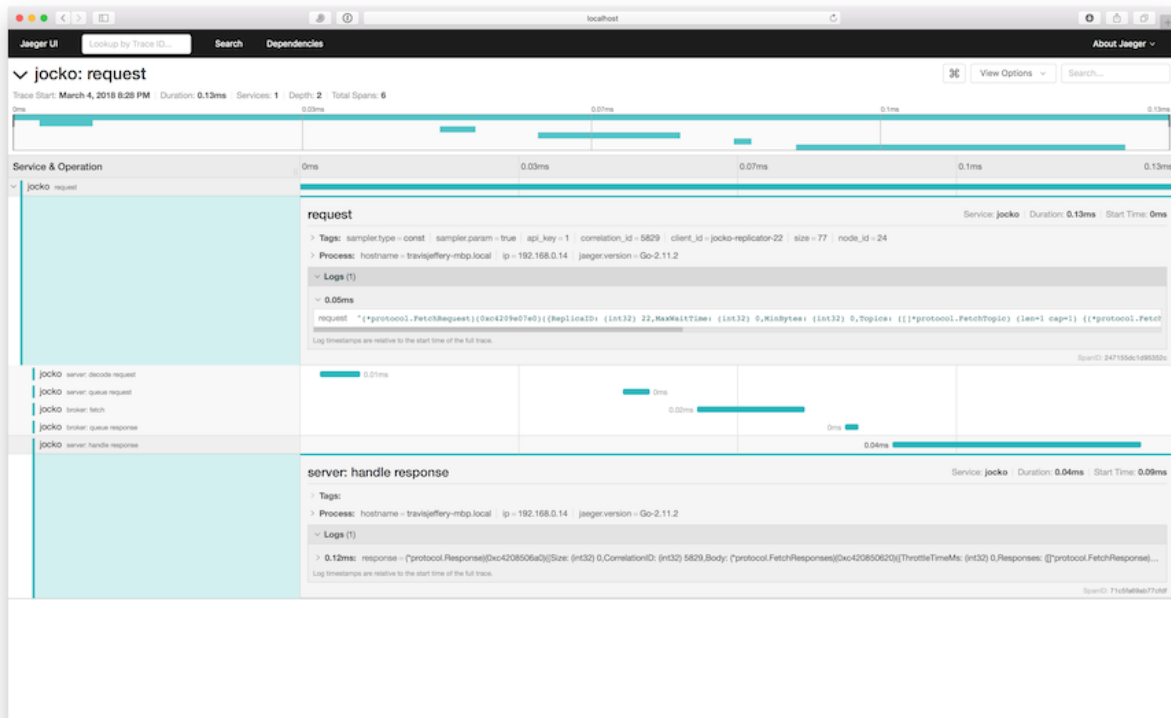 localhost
Jaeger UI
Lookup by Trace ID...
Search
Dependencies
About Jaeger
jocko: request
View Options
Search...
Trace Start: March 4, 2018 8:28 PM | Duration: 0.13ms | Services: 1 | Depth: 2 | Total Spans: 6
0ms 0.03ms 0.07ms 0.1ms 0.13ms
Service & Operation 0ms 0.03ms 0.07ms 0.1ms 0.13ms
jocko request
request
Service: jocko | Duration: 0.13ms | Start Time: 0ms
Tags: sampler.type = const | sampler.param = true | api_key = 1 | correlation_id = 5829 | client_id = jocko-replicator-22 | size = 77 | node_id = 24
Process: hostname = travisjeffery-mbp.local | ip = 192.168.0.14 | jaeger.version = Go-2.11.2
Logs (1)
0.05ms
request "(*protocol.FetchRequest)(0xc4209e07e0)({ReplicaID: (int32) 22,MaxWaitTime: (int32) 0,MinBytes: (int32) 0,Topics: ([]*protocol.FetchTopic) (len=1 cap=1) {(*protocol.Fetch
Log timestamps are relative to the start time of the full trace.
SpanID: 247155dc1d95352c
jocko server: decode request 0.01ms
jocko server: queue request 0ms
jocko broker: fetch 0.02ms
jocko broker: queue response 0ms
jocko server: handle response 0.04ms
server: handle response
Service: jocko | Duration: 0.04ms | Start Time: 0.09ms
Tags:
Process: hostname = travisjeffery-mbp.local | ip = 192.168.0.14 | jaeger.version = Go-2.11.2
Logs (1)
0.12ms: response = (*protocol.Response)(0xc4208506a0)({Size: (int32) 0,CorrelationID: (int32) 5829,Body: (*protocol.FetchResponses)(0xc420850620)({ThrottleTimeMs: (int32) 0,Responses: ([]*protocol.FetchResponse)....
Log timestamps are relative to the start time of the full trace.
SpanID: